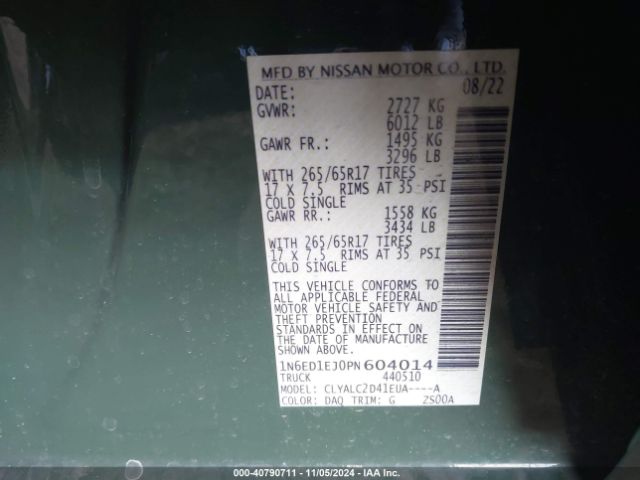 MFD BY NISSAN MOTOR CO., LTD.
DATE: 08/22
GVWR: 2727 KG
6012 LB
GAWR FR.: 1495 KG
3296 LB
WITH 265/65R17 TIRES
17 X 7.5 RIMS AT 35 PSI
COLD SINGLE
GAWR RR.: 1558 KG
3434 LB
WITH 265/65R17 TIRES
17 X 7.5 RIMS AT 35 PSI
COLD SINGLE
THIS VEHICLE CONFORMS TO
ALL APPLICABLE FEDERAL
MOTOR VEHICLE SAFETY AND
THEFT PREVENTION
STANDARDS IN EFFECT ON
THE DATE OF MANUFACTURE
SHOWN ABOVE.
1N6ED1EJ0PN604014
TRUCK 440510
MODEL: CLYALC2D41EUA----A
COLOR: DAQ TRIM: G ZS00A
000-40790711 - 11/05/2024 - IAA Inc.